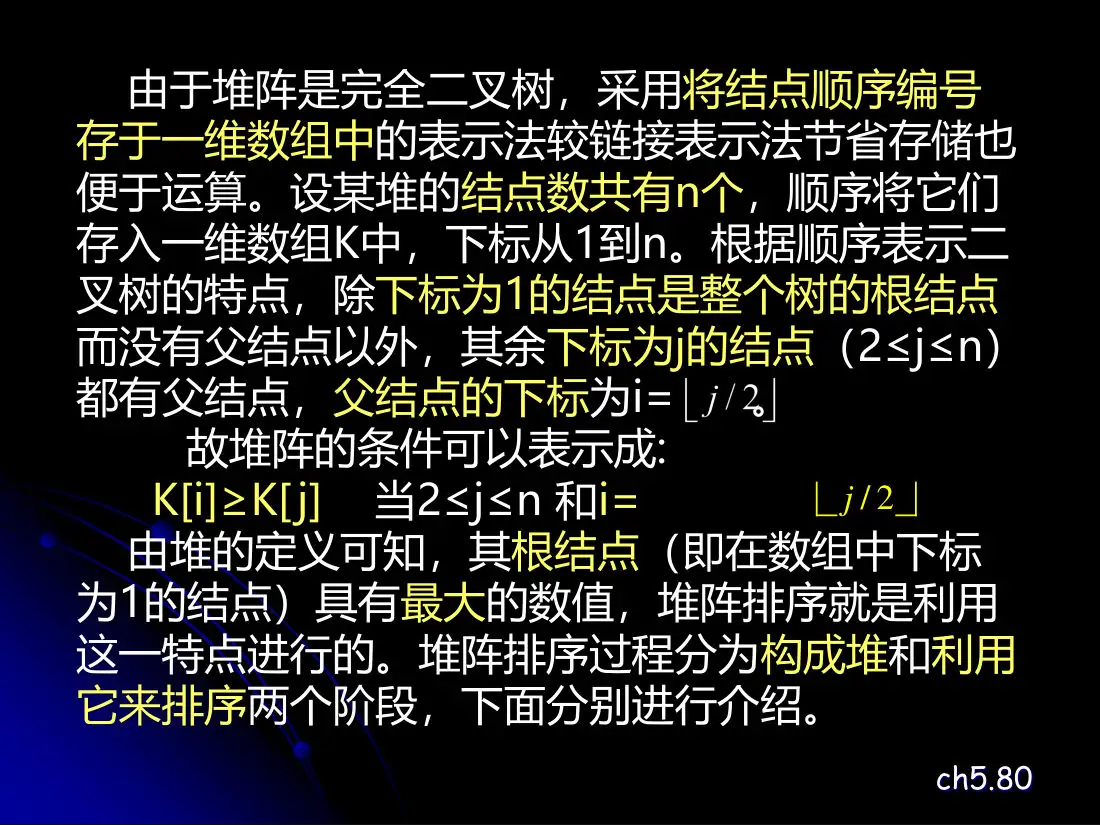 由于堆阵是完全二叉树，采用将结点顺序编号
存于一维数组中的表示法较链接表示法节省存储也
便于运算。设某堆的结点数共有n个，顺序将它们
存入一维数组K中，下标从1到n。根据顺序表示二
叉树的特点，除下标为1的结点是整个树的根结点
而没有父结点以外，其余下标为j的结点（2≤j≤n）
都有父结点，父结点的下标为i=⌊j/2⌋。
故堆阵的条件可以表示成:
K[i]≥K[j] 当2≤j≤n 和i= ⌊j/2⌋
由堆的定义可知，其根结点（即在数组中下标
为1的结点）具有最大的数值，堆阵排序就是利用
这一特点进行的。堆阵排序过程分为构成堆和利用
它来排序两个阶段，下面分别进行介绍。
ch5.80